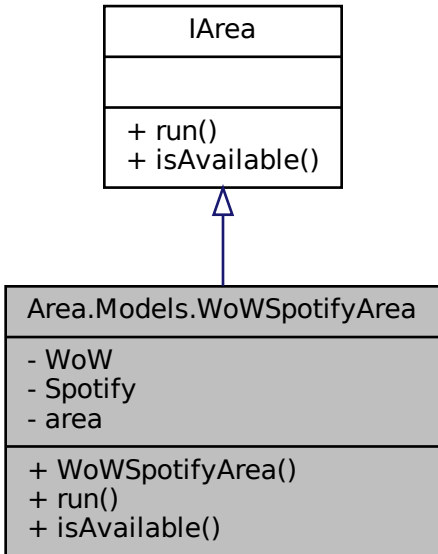 IArea
+ run()
+ isAvailable()
Area.Models.WoWSpotifyArea
- WoW
- Spotify
- area
+ WoWSpotifyArea()
+ run()
+ isAvailable()